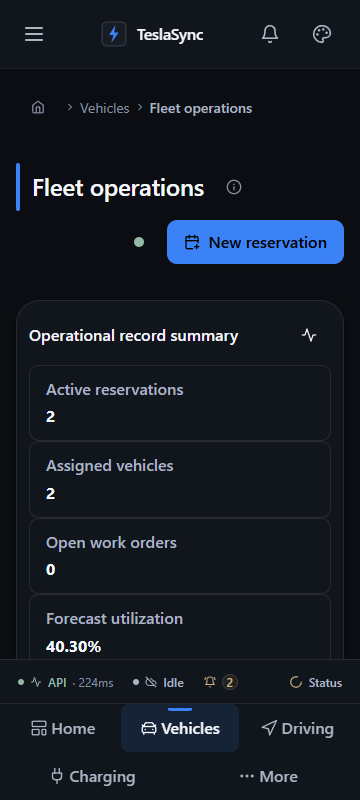 TeslaSync
Vehicles Fleet operations
Fleet operations
New reservation
Operational record summary
Active reservations
2
Assigned vehicles
2
Open work orders
0
Forecast utilization
40.30%
API · 224ms Idle 2 Status
Home Vehicles Driving
Charging More